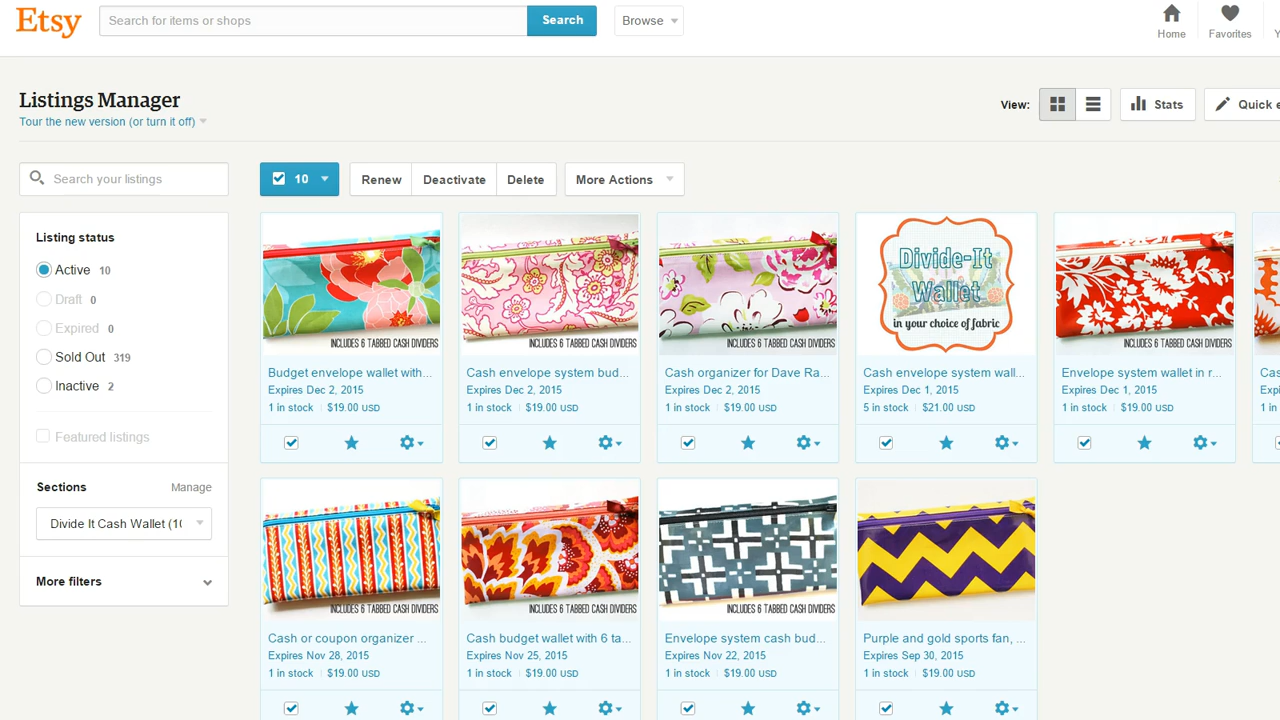 Etsy
Search for items or shops
Search
Browse
Home
Favorites
Listings Manager
Tour the new version (or turn it off)
View:
Stats
Quick e
Search your listings
10
Renew
Deactivate
Delete
More Actions
Listing status
Active 10
Draft 0
Expired 0
Sold Out 319
Inactive 2
Featured listings
Sections
Manage
Divide It Cash Wallet (10
More filters
INCLUDES 6 TABBED CASH DIVIDERS
Budget envelope wallet with...
Expires Dec 2, 2015
1 in stock $19.00 USD
INCLUDES 6 TABBED CASH DIVIDERS
Cash envelope system bud...
Expires Dec 2, 2015
1 in stock $19.00 USD
INCLUDES 6 TABBED CASH DIVIDERS
Cash organizer for Dave Ra...
Expires Dec 2, 2015
1 in stock $19.00 USD
Divide-It
Wallet
in your choice of fabric
Cash envelope system wall...
Expires Dec 1, 2015
5 in stock $21.00 USD
INCLUDES 6 TABBED CASH DIVIDERS
Envelope system wallet in r...
Expires Dec 1, 2015
1 in stock $19.00 USD
Cas
Exp
1 in
INCLUDES 6 TABBED CASH DIVIDERS
Cash or coupon organizer ...
Expires Nov 28, 2015
1 in stock $19.00 USD
INCLUDES 6 TABBED CASH DIVIDERS
Cash budget wallet with 6 ta...
Expires Nov 25, 2015
1 in stock $19.00 USD
INCLUDES 6 TABBED CASH DIVIDERS
Envelope system cash bud...
Expires Nov 22, 2015
1 in stock $19.00 USD
Purple and gold sports fan, ...
Expires Sep 30, 2015
1 in stock $19.00 USD